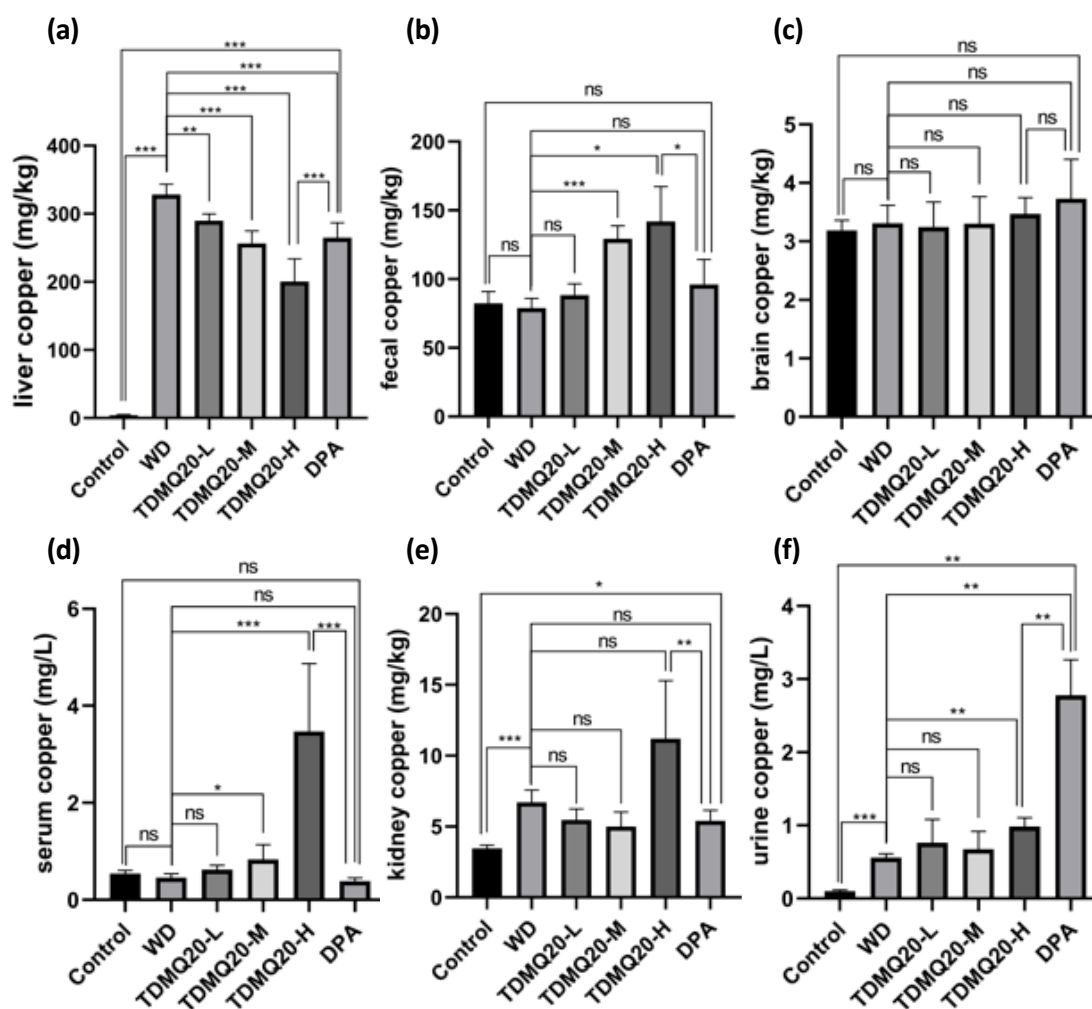 (a)
***
***
***
***
***
**
***
liver copper (mg/kg)
400
300
200
100
0
Control
WD
TDMQ20-L
TDMQ20-M
TDMQ20-H
DPA
(b)
ns
ns
*
*
***
ns
ns
fecal copper (mg/kg)
200
150
100
50
0
Control
WD
TDMQ20-L
TDMQ20-M
TDMQ20-H
DPA
(c)
ns
ns
ns
ns
ns
ns
ns
brain copper (mg/kg)
5
4
3
2
1
0
Control
WD
TDMQ20-L
TDMQ20-M
TDMQ20-H
DPA
(d)
ns
ns
***
***
*
ns
ns
serum copper (mg/L)
6
4
2
0
Control
WD
TDMQ20-L
TDMQ20-M
TDMQ20-H
DPA
(e)
*
ns
ns
**
ns
***
ns
kidney copper (mg/kg)
20
15
10
5
0
Control
WD
TDMQ20-L
TDMQ20-M
TDMQ20-H
DPA
(f)
**
**
**
**
ns
ns
***
urine copper (mg/L)
4
3
2
1
0
Control
WD
TDMQ20-L
TDMQ20-M
TDMQ20-H
DPA